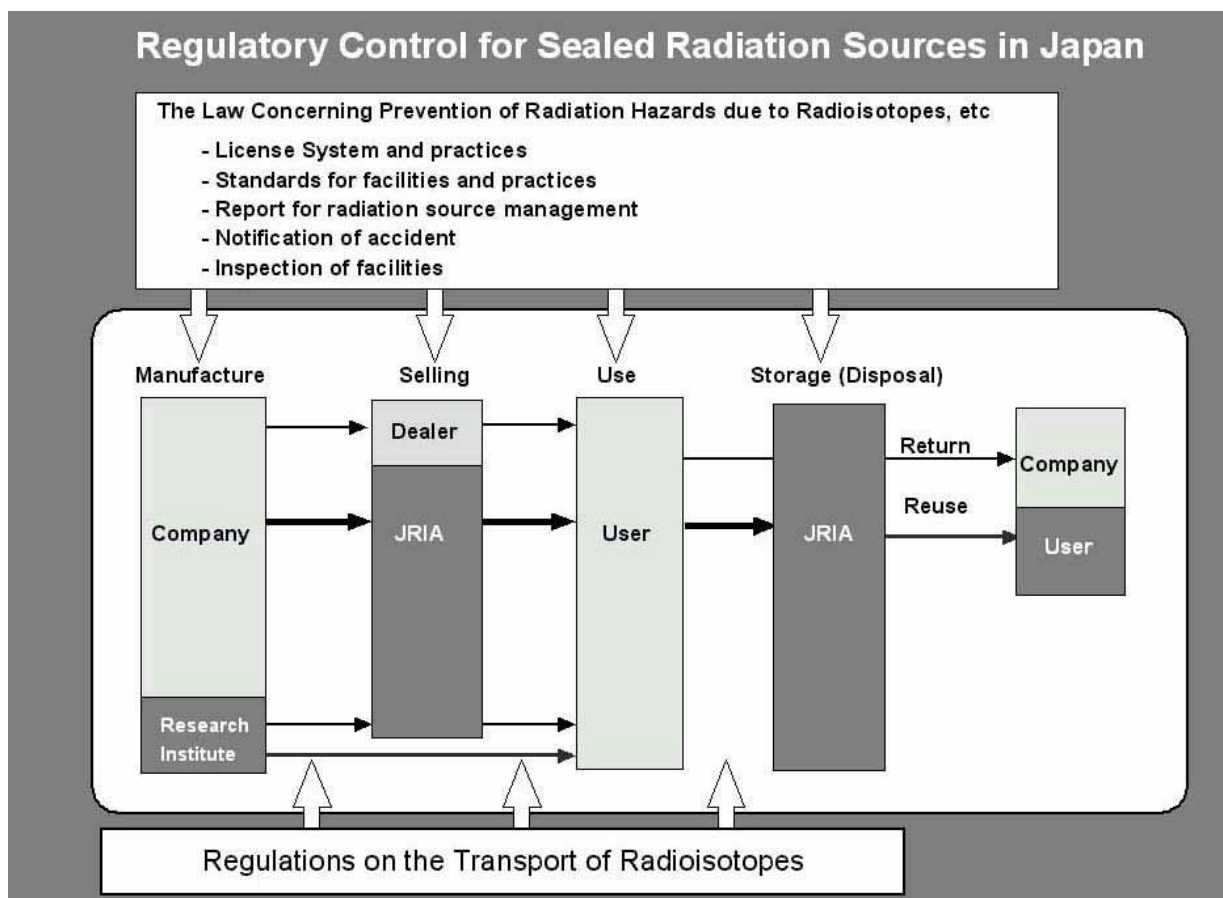 Regulatory Control for Sealed Radiation Sources in Japan
The Law Concerning Prevention of Radiation Hazards due to Radioisotopes, etc
- License System and practices
- Standards for facilities and practices
- Report for radiation source management
- Notification of accident
- Inspection of facilities
Manufacture
Selling
Use
Storage (Disposal)
Company
Research
Institute
Dealer
JRIA
User
JRIA
Return
Reuse
Company
User
Regulations on the Transport of Radioisotopes